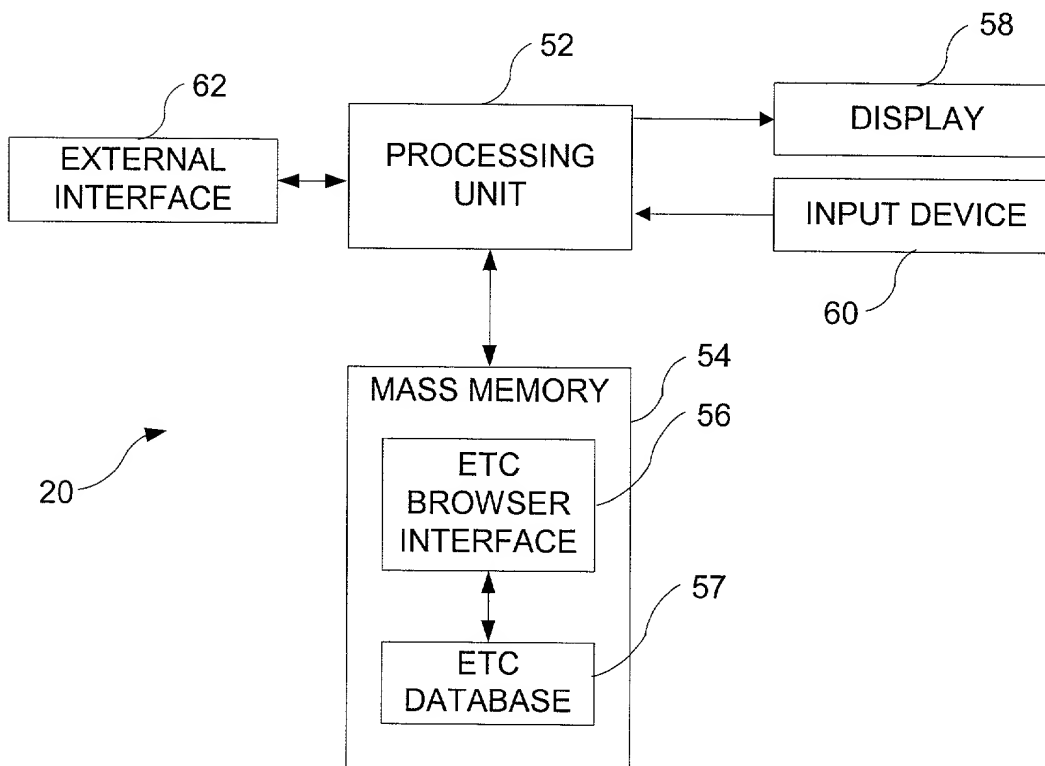 62
52
58
EXTERNAL
INTERFACE
PROCESSING
UNIT
DISPLAY
INPUT DEVICE
60
54
MASS MEMORY
56
ETC
BROWSER
INTERFACE
20
57
ETC
DATABASE